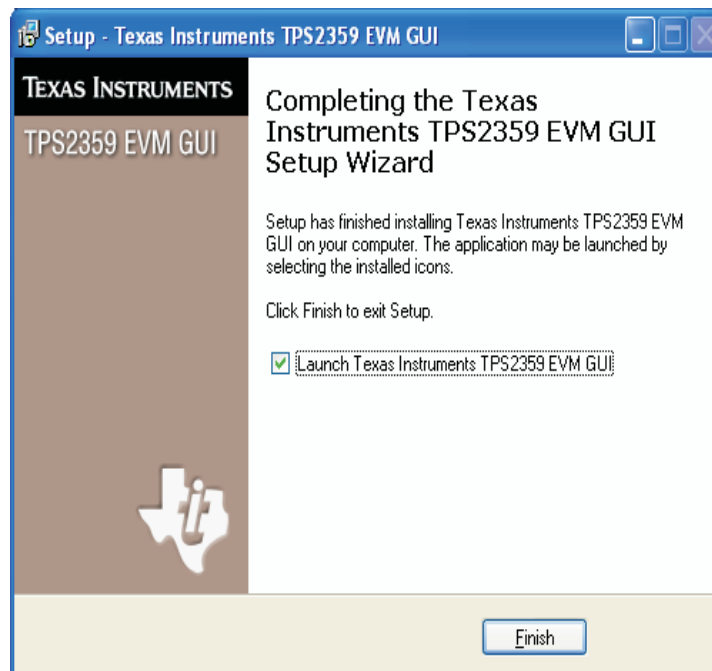 Setup - Texas Instruments TPS2359 EVM GUI
TEXAS INSTRUMENTS
TPS2359 EVM GUI
Completing the Texas
Instruments TPS2359 EVM GUI
Setup Wizard
Setup has finished installing Texas Instruments TPS2359 EVM
GUI on your computer. The application may be launched by
selecting the installed icons.
Click Finish to exit Setup.
Launch Texas Instruments TPS2359 EVM GUI
Finish